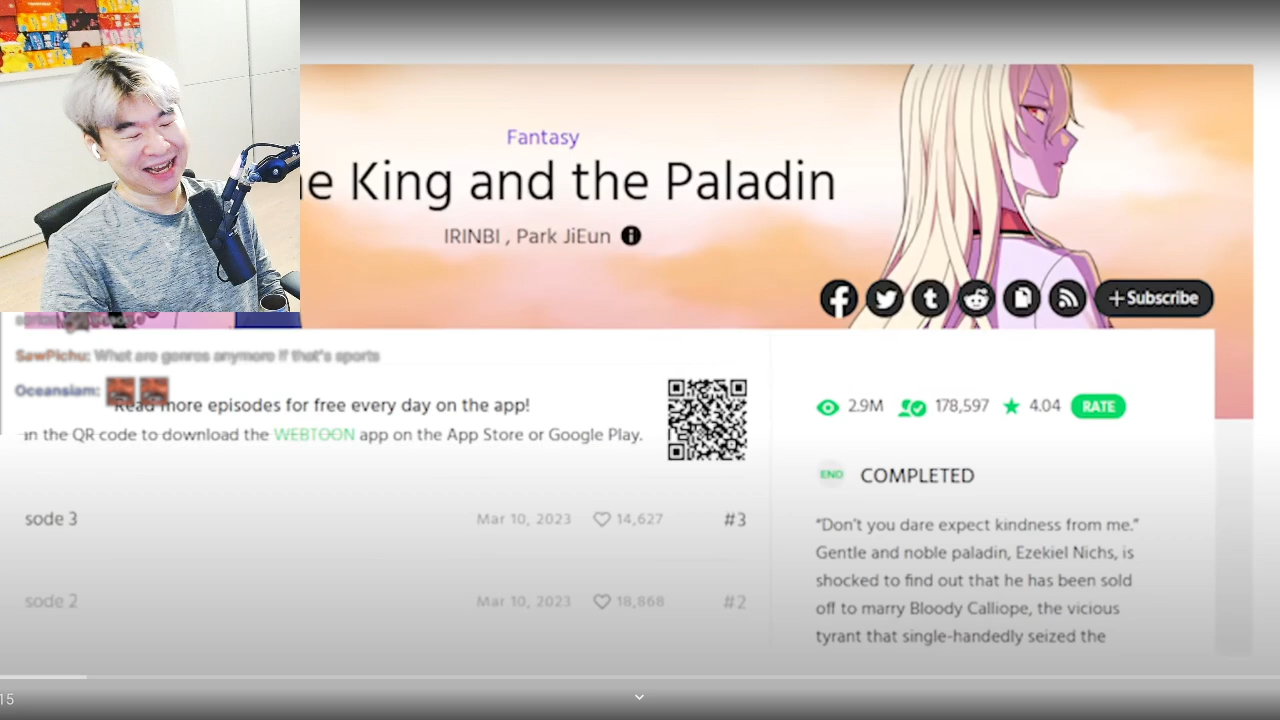 Fantasy
e King and the Paladin
IRINBI , Park JiEun
+ Subscribe
SawPichu: What are genres anymore if that's sports
Oceansiam:
Read more episodes for free every day on the app!
an the QR code to download the WEBTOON app on the App Store or Google Play.
2.9M 178,597 4.04 RATE
END COMPLETED
sode 3 Mar 10, 2023 14,627 #3
sode 2 Mar 10, 2023 18,868 #2
“Don't you dare expect kindness from me.”
Gentle and noble paladin, Ezekiel Nichs, is
shocked to find out that he has been sold
off to marry Bloody Calliope, the vicious
tyrant that single-handedly seized the
15